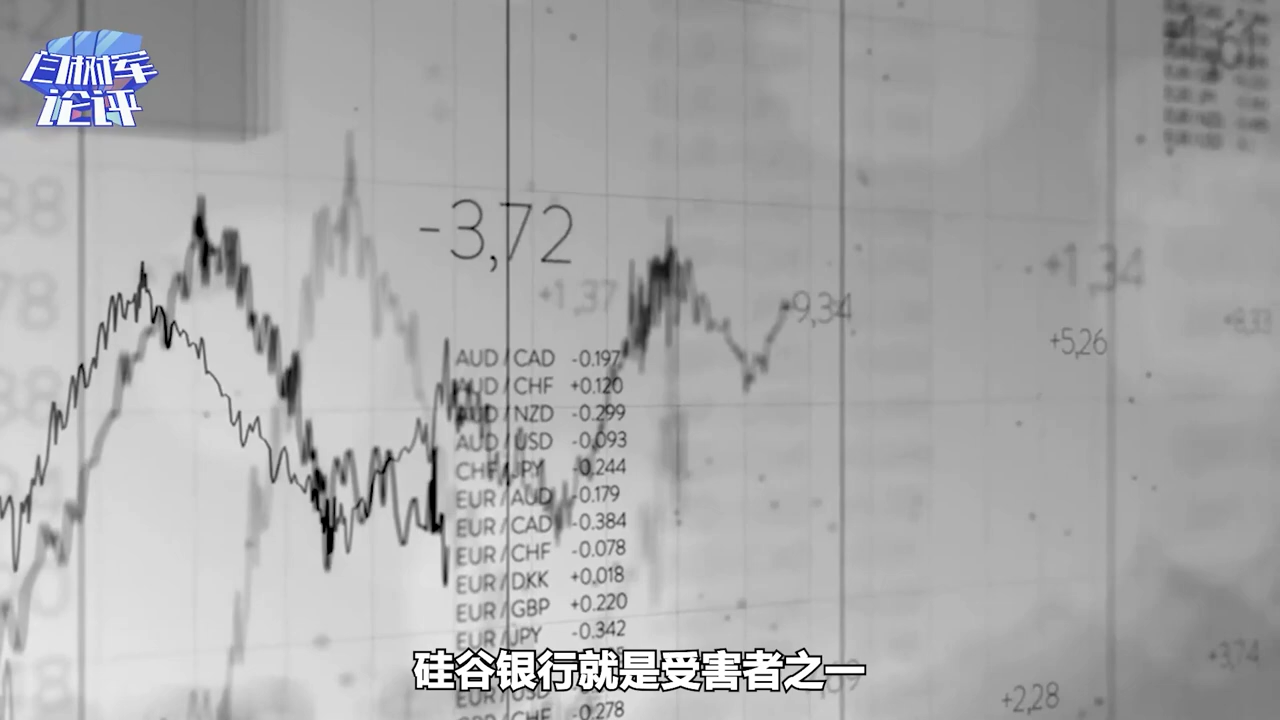 白树军
论评
-3,72
+1,37
9,34
+1,34
+5,26
AUD / CAD -0.197
AUD / CHF +0.120
AUD / NZD -0.299
AUD / USD -0.093
CHF / JPY -0.244
EUR / AUD -0.179
EUR / CAD -0.384
EUR / CHF -0.078
EUR / DKK +0.018
EUR / GBP +0.220
EUR / JPY -0.342
硅谷银行就是受害者之一
+3,74
+2,28
-0.278